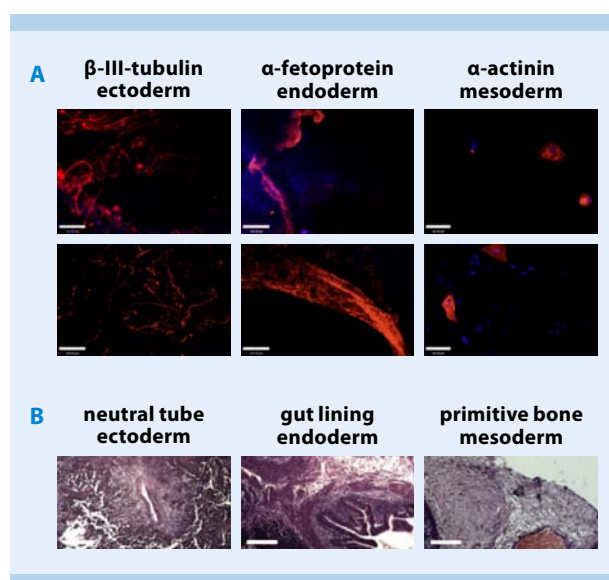 A
β-III-tubulin
ectoderm
α-fetoprotein
endoderm
α-actinin
mesoderm
B
neutral tube
ectoderm
gut lining
endoderm
primitive bone
mesoderm